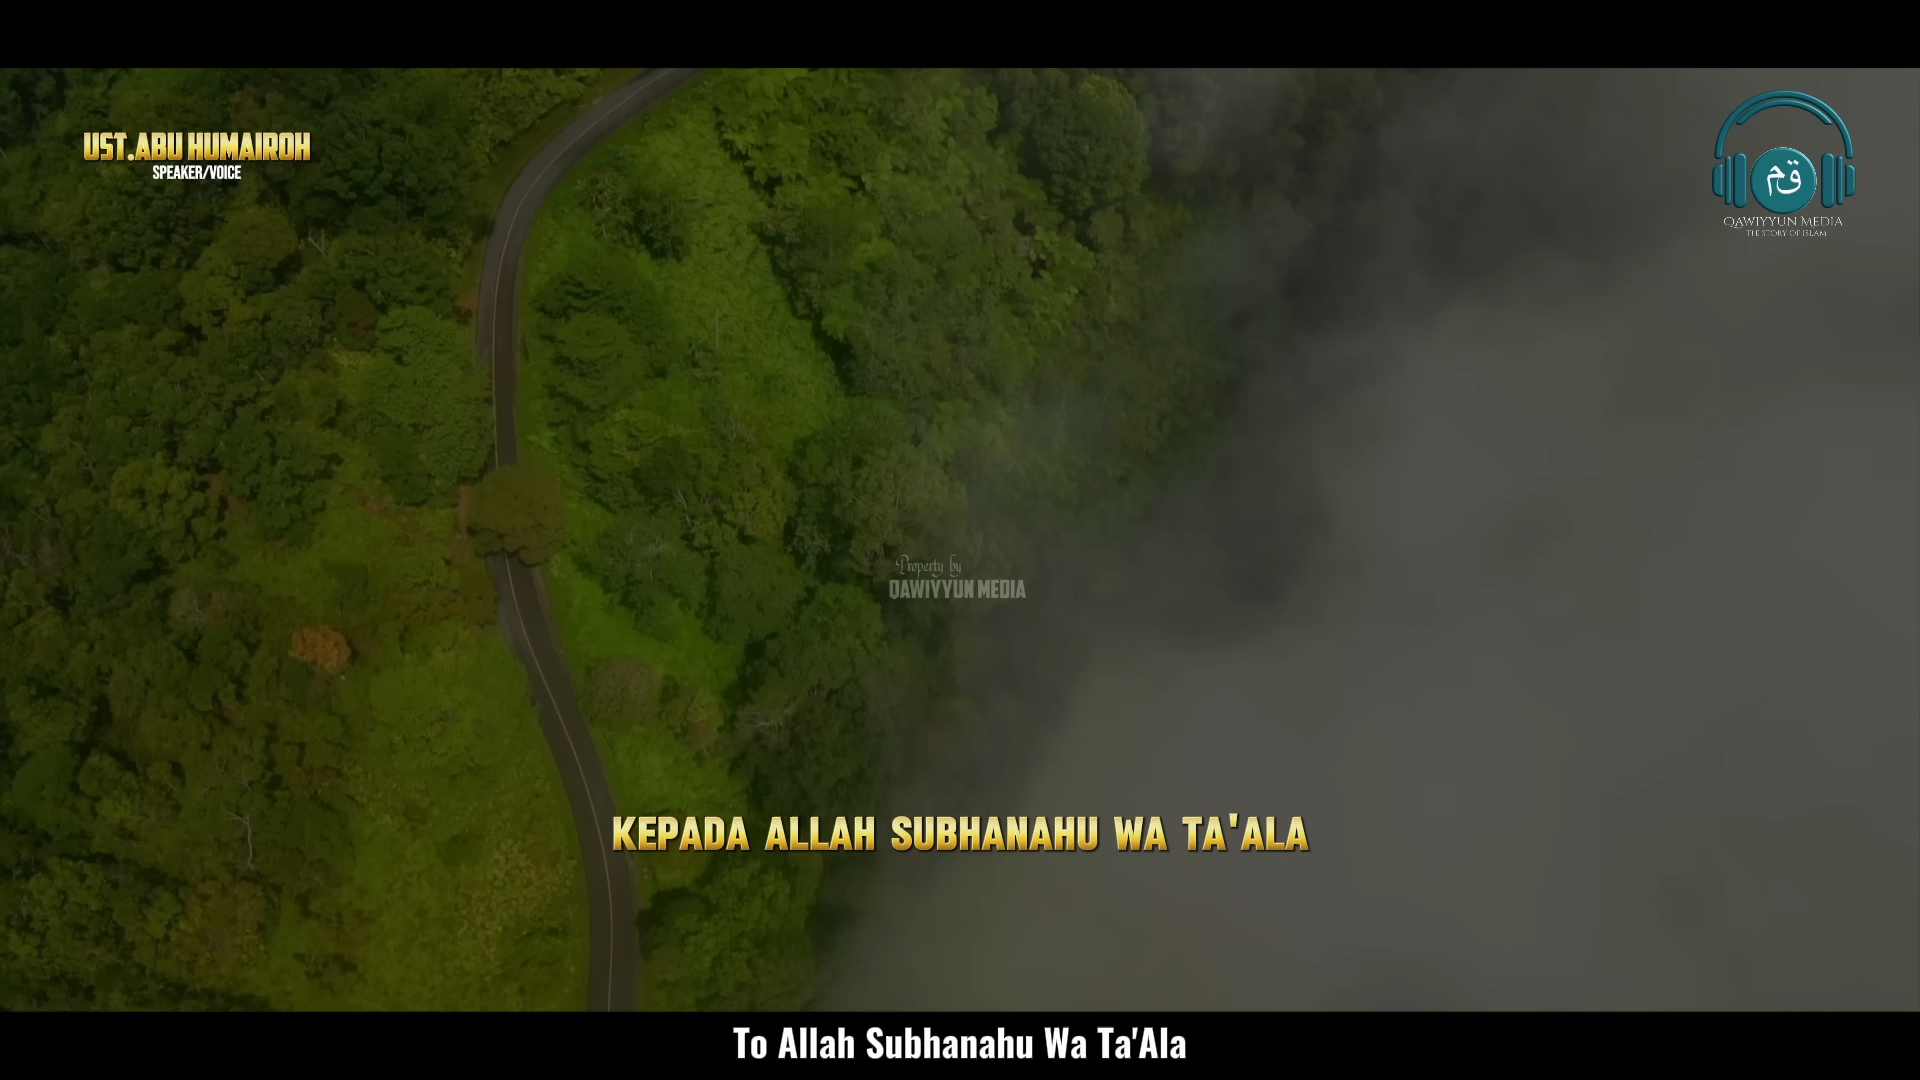 UST.ABU HUMAIROH
SPEAKER/VOICE
قم
QAWIYYUN MEDIA
THE STORY OF ISLAM
Property by
QAWIYYUN MEDIA
KEPADA ALLAH SUBHANAHU WA TA'ALA
To Allah Subhanahu Wa Ta'Ala